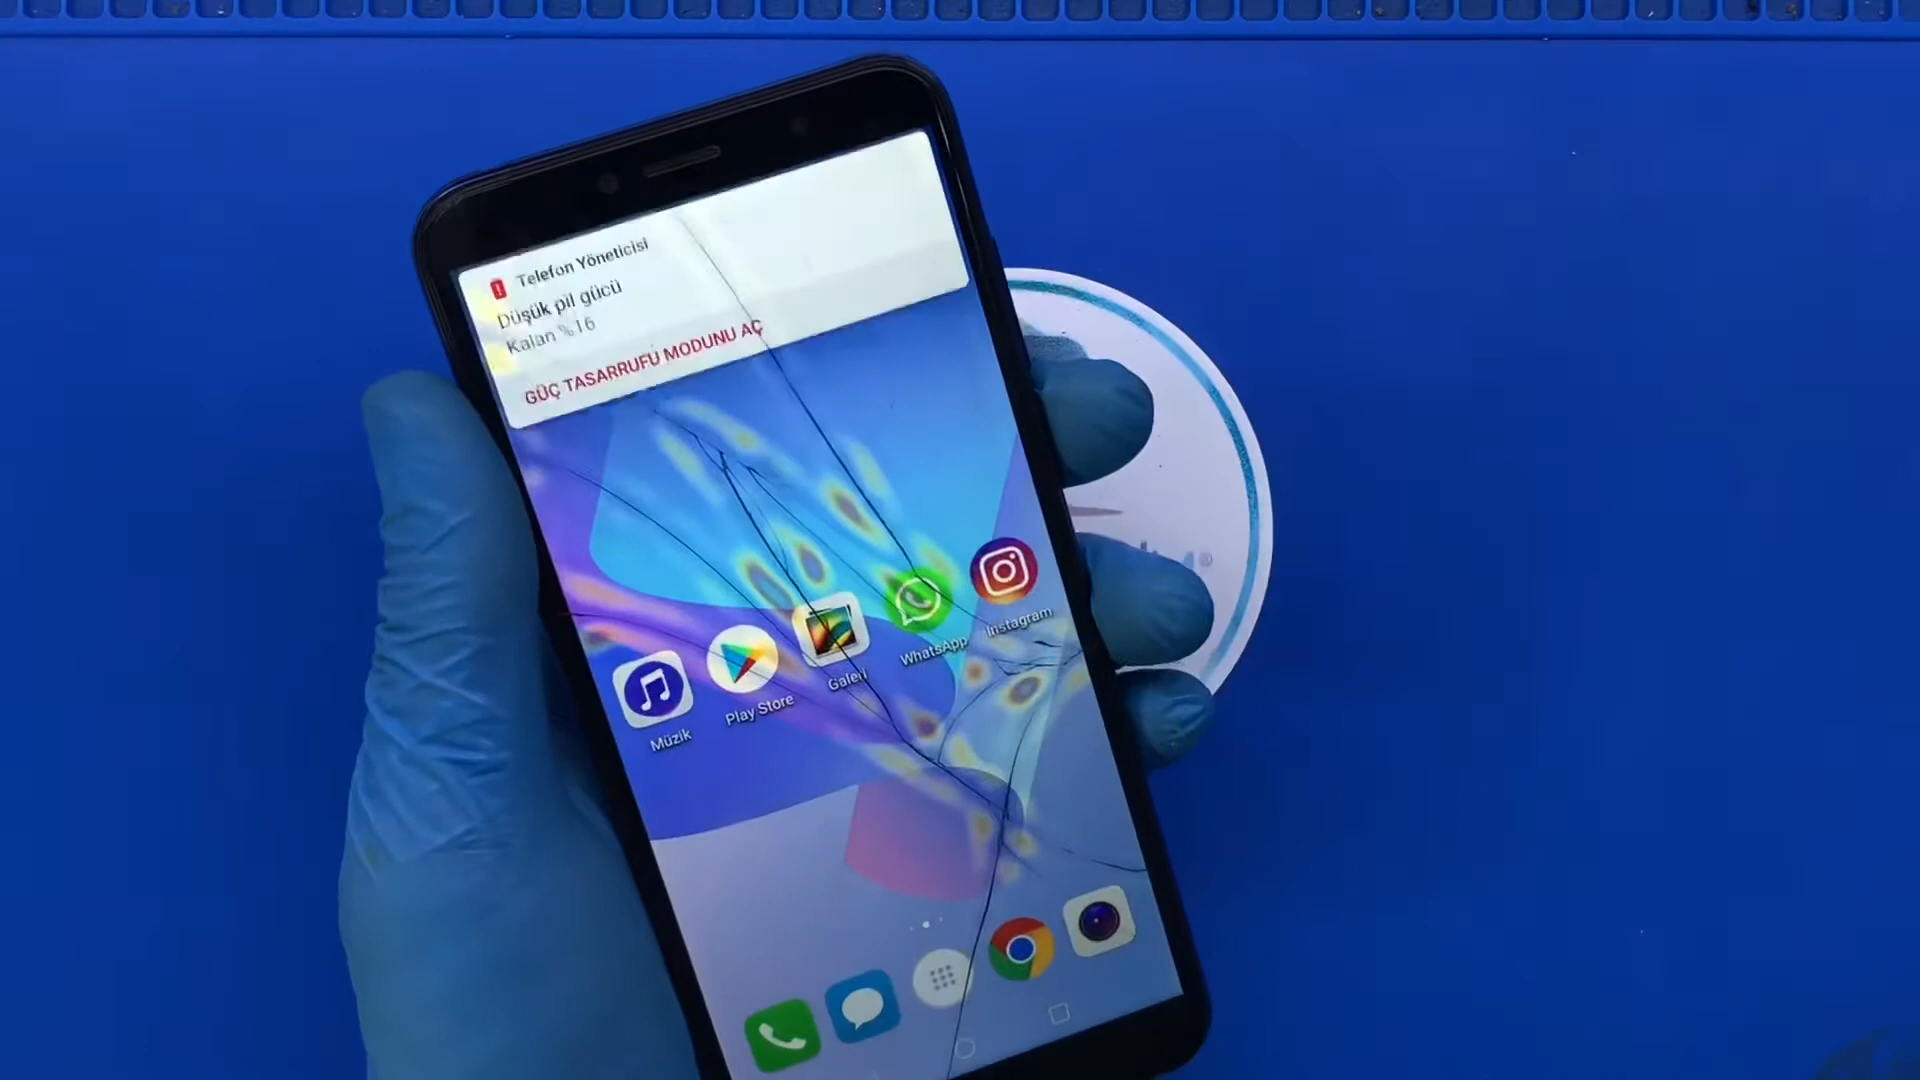 Telefon Yöneticisi
Düşük pil gücü
Kalan %16
GÜÇ TASARRUFU MODUNU AÇ
Müzik
Play Store
Galeri
WhatsApp
Instagram